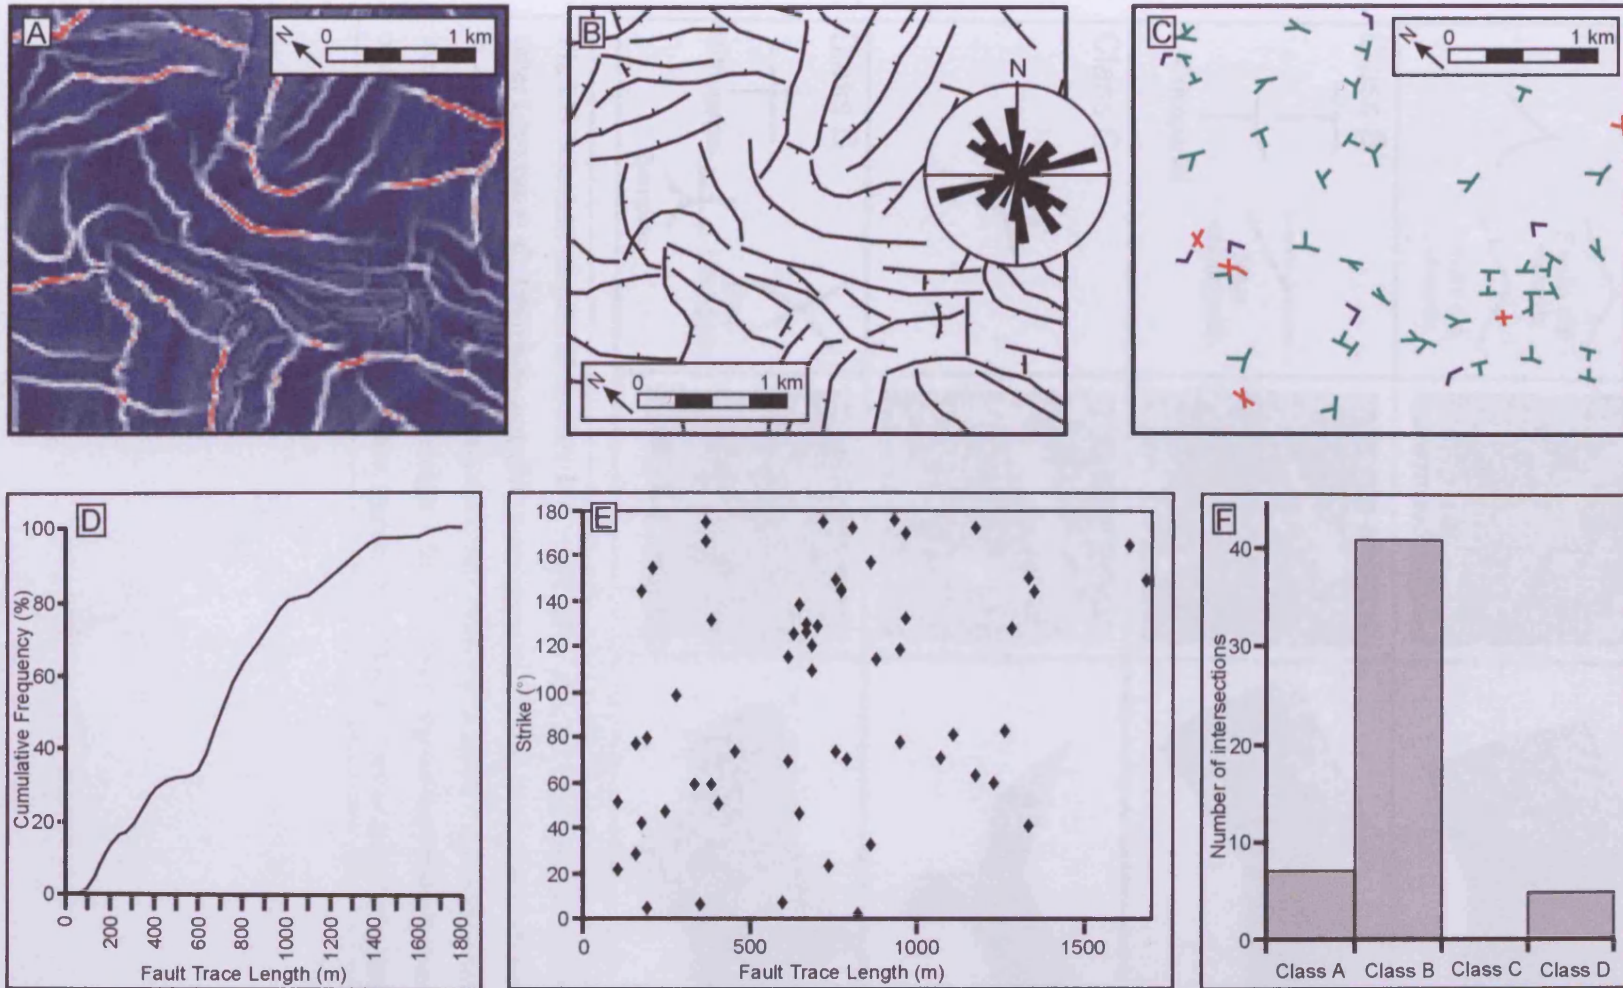 A
N 0 1 km
B
N
N 0 1 km
C
N 0 1 km
D
Cumulative Frequency (%)
100
80
60
40
20
0
0 200 400 600 800 1000 1200 1400 1600 1800
Fault Trace Length (m)
E
Strike (°)
180
160
140
120
100
80
60
40
20
0
0 500 1000 1500
Fault Trace Length (m)
F
Number of intersections
40
30
20
10
0
Class A Class B Class C Class D